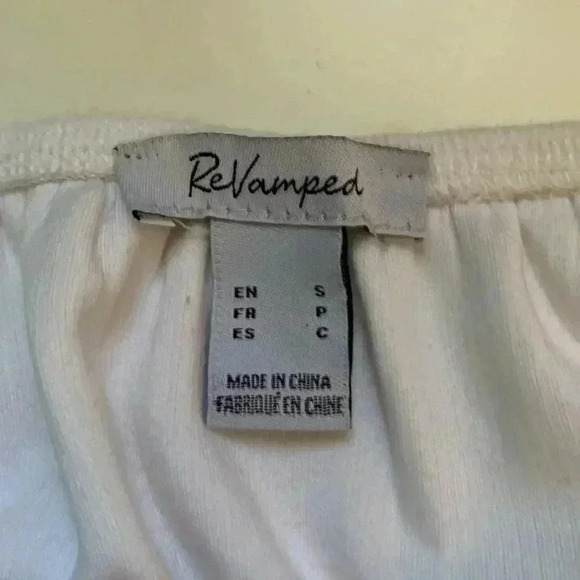 ReVamped
EN S
FR P
ES C
MADE IN CHINA
FABRIQUÉ EN CHINE